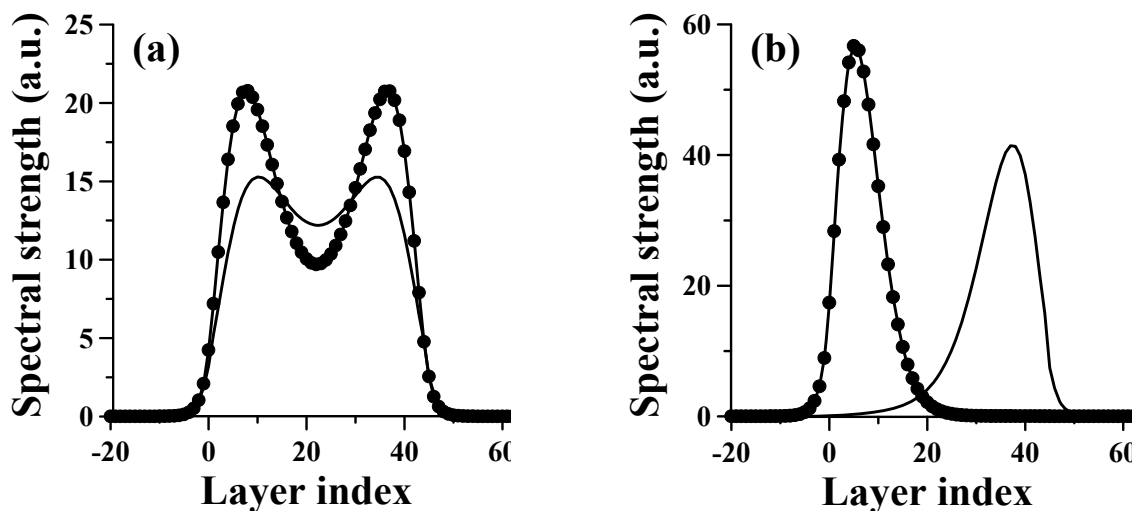 (a)
Spectral strength (a.u.)
25
20
15
10
5
0
-20 0 20 40 60
Layer index
(b)
Spectral strength (a.u.)
60
40
20
0
-20 0 20 40 60
Layer index